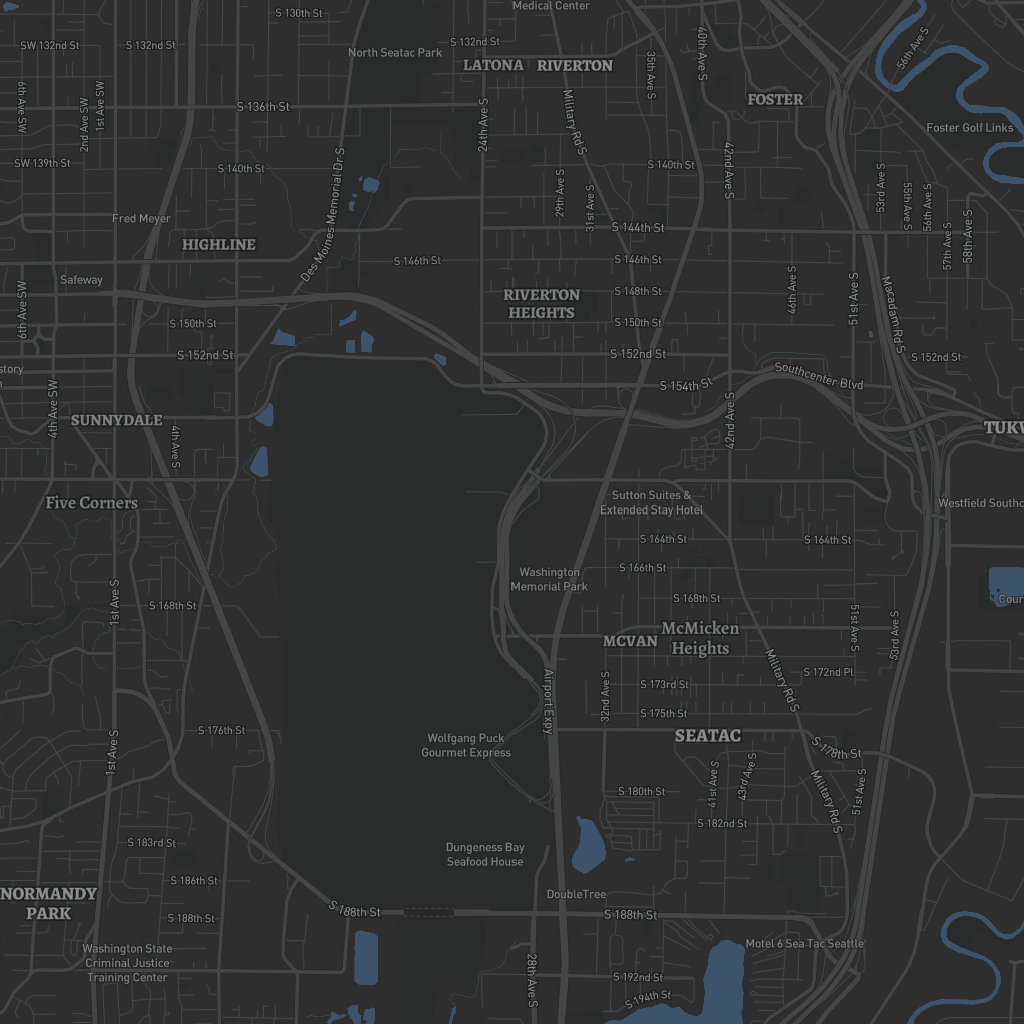 Medical Center
S 130th St
SW 132nd St
S 132nd St
North Seatac Park
S 132nd St
40th Ave S
56th Ave S
LATONA
RIVERTON
35th Ave S
6th Ave SW
2nd Ave SW
1st Ave SW
S 136th St
24th Ave S
Military Rd S
FOSTER
Foster Golf Links
SW 139th St
S 140th St
Des Moines Memorial Dr S
S 140th St
42nd Ave S
29th Ave S
31st Ave S
53rd Ave S
55th Ave S
56th Ave S
57th Ave S
58th Ave S
Fred Meyer
S 144th St
HIGHLINE
S 146th St
S 146th St
Safeway
6th Ave SW
RIVERTON
HEIGHTS
S 148th St
46th Ave S
51st Ave S
Macadam Rd S
S 150th St
S 150th St
S 152nd St
S 152nd St
S 152nd St
story
S 154th St
Southcenter Blvd
4th Ave SW
SUNNYDALE
4th Ave S
42nd Ave S
TUKW
Five Corners
Sutton Suites &
Extended Stay Hotel
Westfield Southc
S 164th St
S 164th St
S 166th St
Washington
Memorial Park
1st Ave S
S 168th St
S 168th St
Cour
51st Ave S
53rd Ave S
MCVAN
McMicken
Heights
Military Rd S
S 172nd Pl
Airport Expy
32nd Ave S
S 173rd St
S 175th St
1st Ave S
S 176th St
Wolfgang Puck
Gourmet Express
SEATAC
S 178th St
41st Ave S
43rd Ave S
Military Rd S
51st Ave S
S 180th St
S 182nd St
S 183rd St
Dungeness Bay
Seafood House
S 186th St
NORMANDY
PARK
DoubleTree
S 188th St
S 188th St
S 188th St
Washington State
Criminal Justice
Training Center
Motel 6 Sea Tac Seattle
28th Ave S
S 192nd St
S 194th St